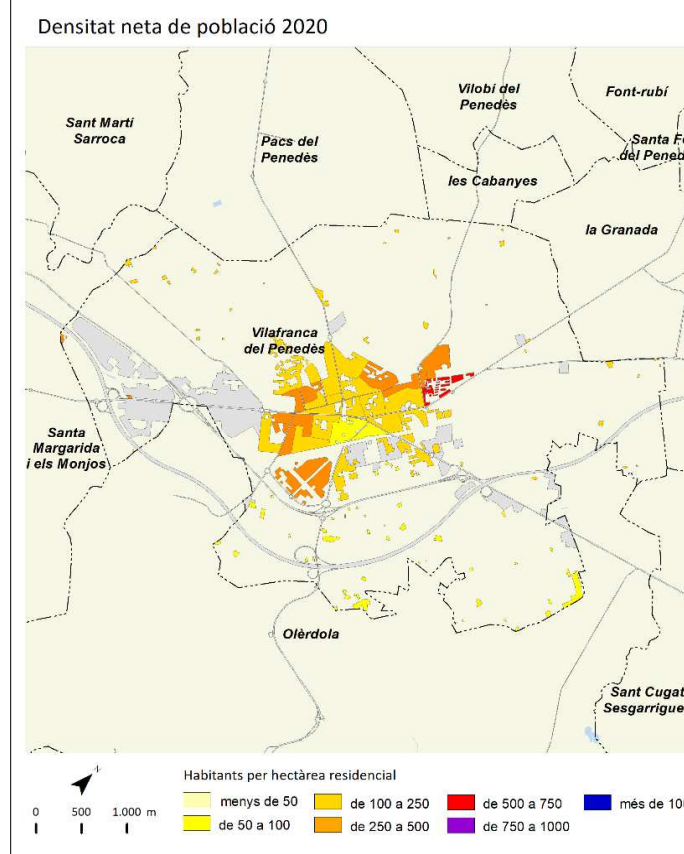 Densitat neta de població 2020
Vilobí del
Penedès
Font-rubí
Sant Martí
Sarroca
Pacs del
Penedès
Santa
del
les Cabanyes
la Granada
Vilafranca
del Penedès
Santa
Margarida
i els Monjos
Olèrdola
Sant Cugat
N
Habitants per hectàrea residencial
menys de 50
de 100 a 250
de 500 a 750
més de
0 500 1.000 m
de 50 a 100
de 250 a 500
de 750 a 1000